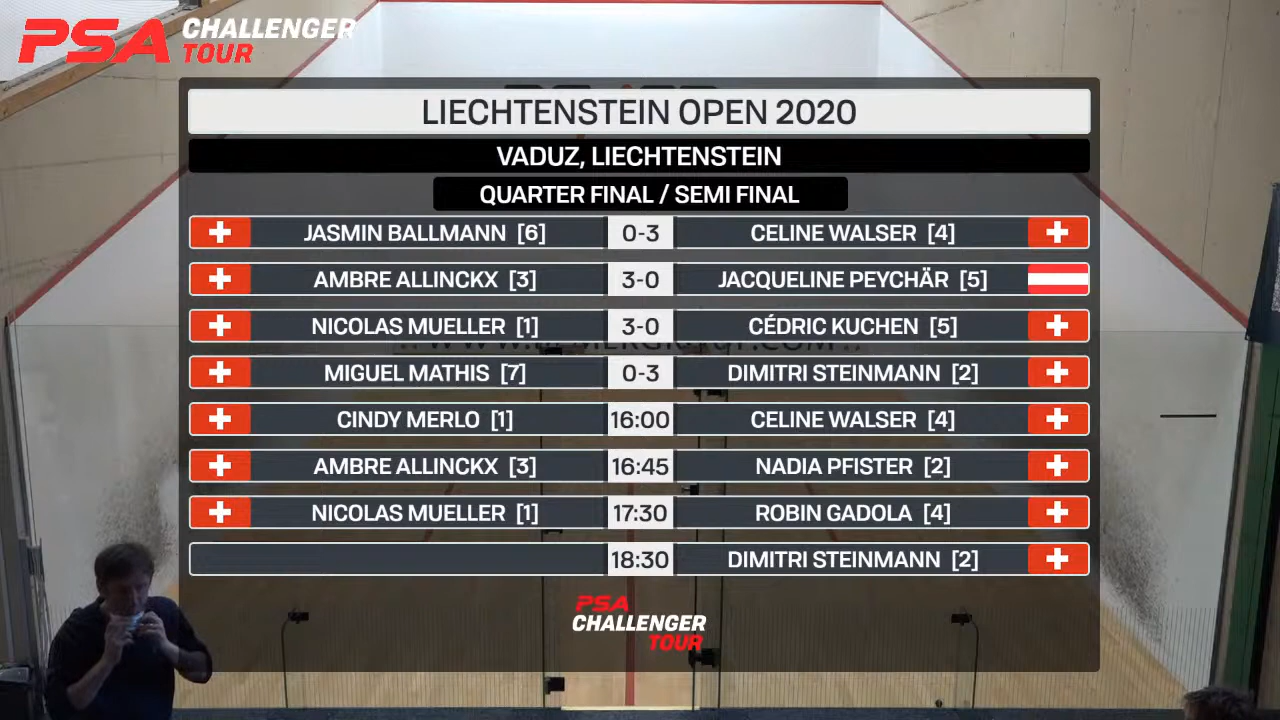 PSA CHALLENGER
TOUR
LIECHTENSTEIN OPEN 2020
VADUZ, LIECHTENSTEIN
QUARTER FINAL / SEMI FINAL
JASMIN BALLMANN [6] 0-3 CELINE WALSER [4]
AMBRE ALLINCKX [3] 3-0 JACQUELINE PEYCHÄR [5]
NICOLAS MUELLER [1] 3-0 CÉDRIC KUCHEN [5]
MIGUEL MATHIS [7] 0-3 DIMITRI STEINMANN [2]
CINDY MERLO [1] 16:00 CELINE WALSER [4]
AMBRE ALLINCKX [3] 16:45 NADIA PFISTER [2]
NICOLAS MUELLER [1] 17:30 ROBIN GADOLA [4]
18:30 DIMITRI STEINMANN [2]
PSA
CHALLENGER
TOUR